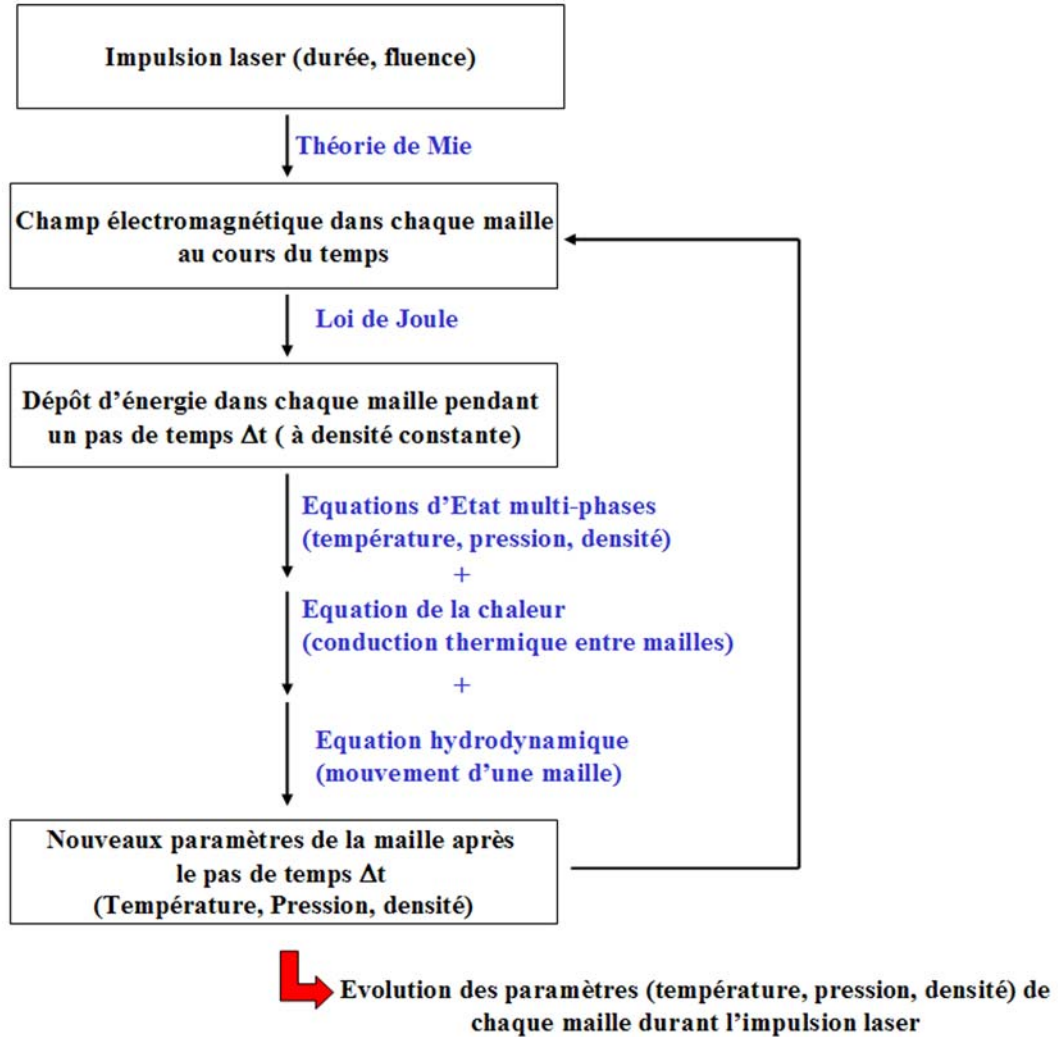 Impulsion laser (durée, fluence)
Théorie de Mie
Champ électromagnétique dans chaque maille
au cours du temps
Loi de Joule
Dépôt d’énergie dans chaque maille pendant
un pas de temps Δt ( à densité constante)
Equations d’Etat multi-phases
(température, pression, densité)
+
Equation de la chaleur
(conduction thermique entre mailles)
+
Equation hydrodynamique
(mouvement d’une maille)
Nouveaux paramètres de la maille après
le pas de temps Δt
(Température, Pression, densité)
Evolution des paramètres (température, pression, densité) de
chaque maille durant l’impulsion laser